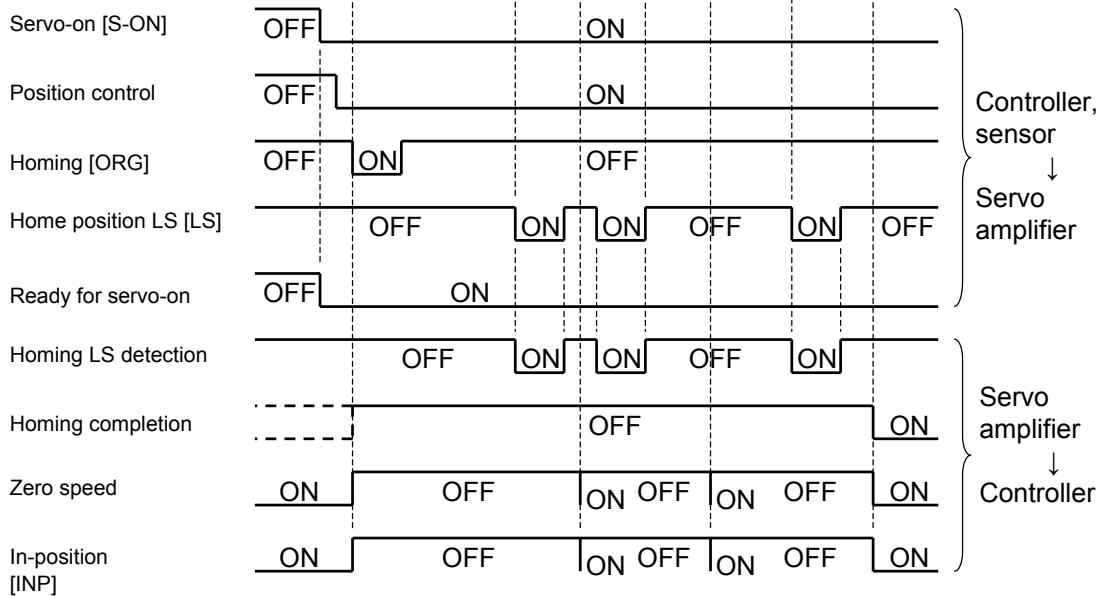 Servo-on [S-ON] OFF ON
Position control OFF ON
Homing [ORG] OFF ON OFF
Home position LS [LS] OFF ON ON OFF ON OFF
Ready for servo-on OFF ON
Controller,
sensor
↓
Servo
amplifier
Homing LS detection OFF ON ON OFF ON
Homing completion OFF ON
Zero speed ON OFF ON OFF ON OFF ON
In-position ON OFF ON OFF ON OFF ON
[INP]
Servo
amplifier
↓
Controller